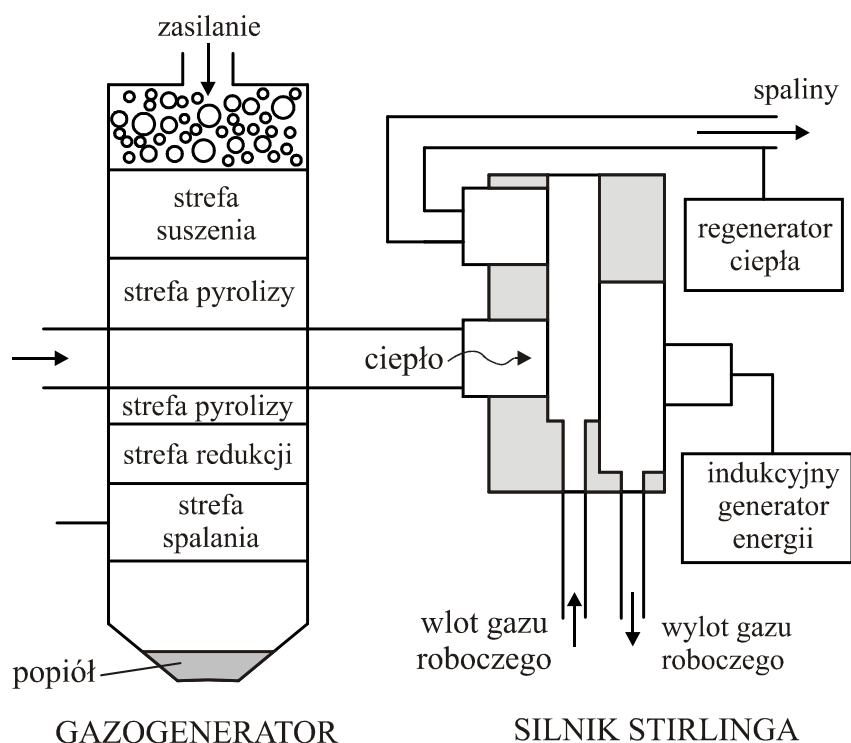 zasilanie
spaliny
strefa
suszenia
regenerator
ciepła
strefa pyrolizy
ciepło
strefa pyrolizy
strefa redukcji
strefa
spalania
indukcyjny
generator
energii
wlot gazu
roboczego
wylot gazu
roboczego
popiół
GAZOGENERATOR
SILNIK STIRLINGA